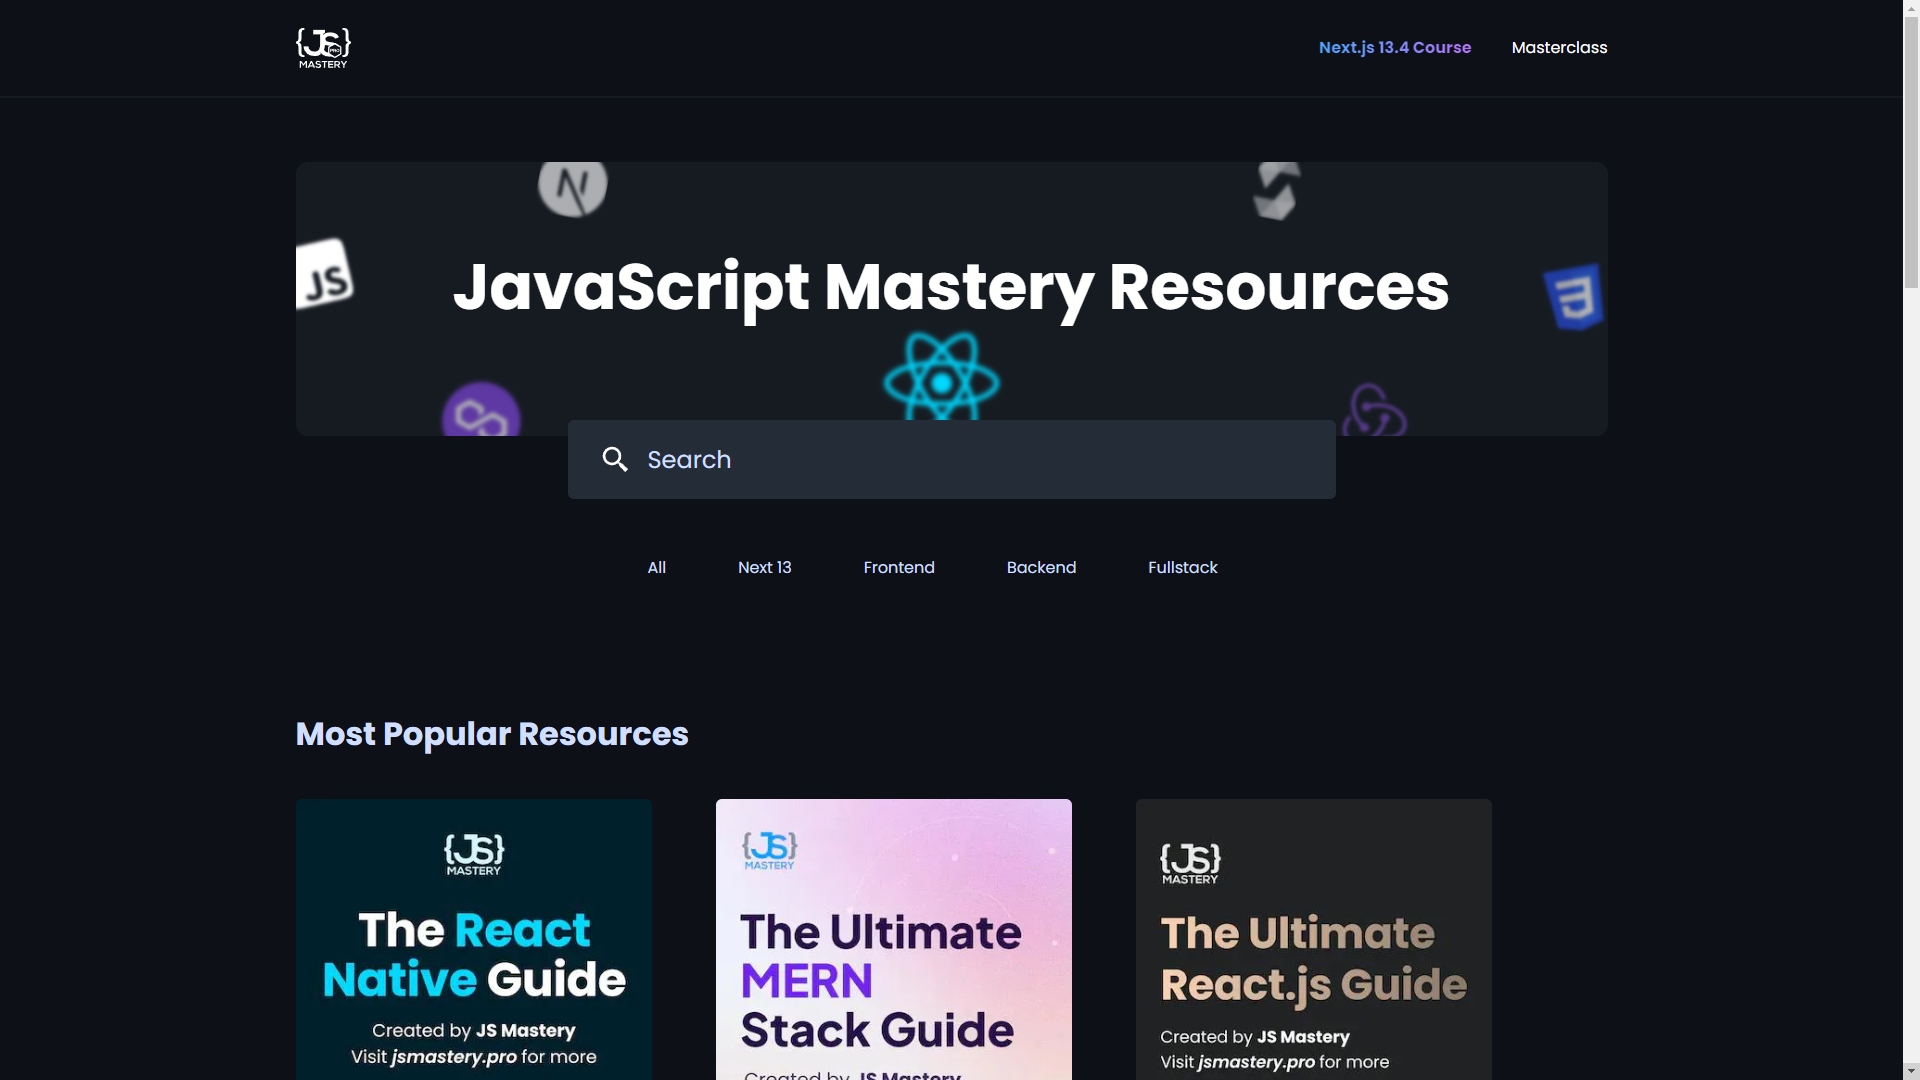 {JS}
PRO
MASTERY
Next.js 13.4 Course
Masterclass
N
JS
JavaScript Mastery Resources
Search
All
Next 13
Frontend
Backend
Fullstack
Most Popular Resources
{JS}
MASTERY
The React
Native Guide
Created by JS Mastery
Visit jsmastery.pro for more
{JS}
MASTERY
The Ultimate
MERN
Stack Guide
Created by JS Mastery
{JS}
MASTERY
The Ultimate
React.js Guide
Created by JS Mastery
Visit jsmastery.pro for more